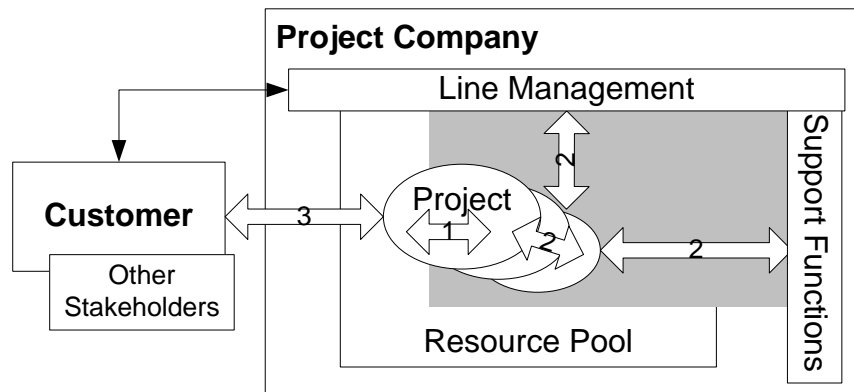 Project Company
Line Management
Support Functions
2
Project
1
2
2
3
Customer
Other
Stakeholders
Resource Pool